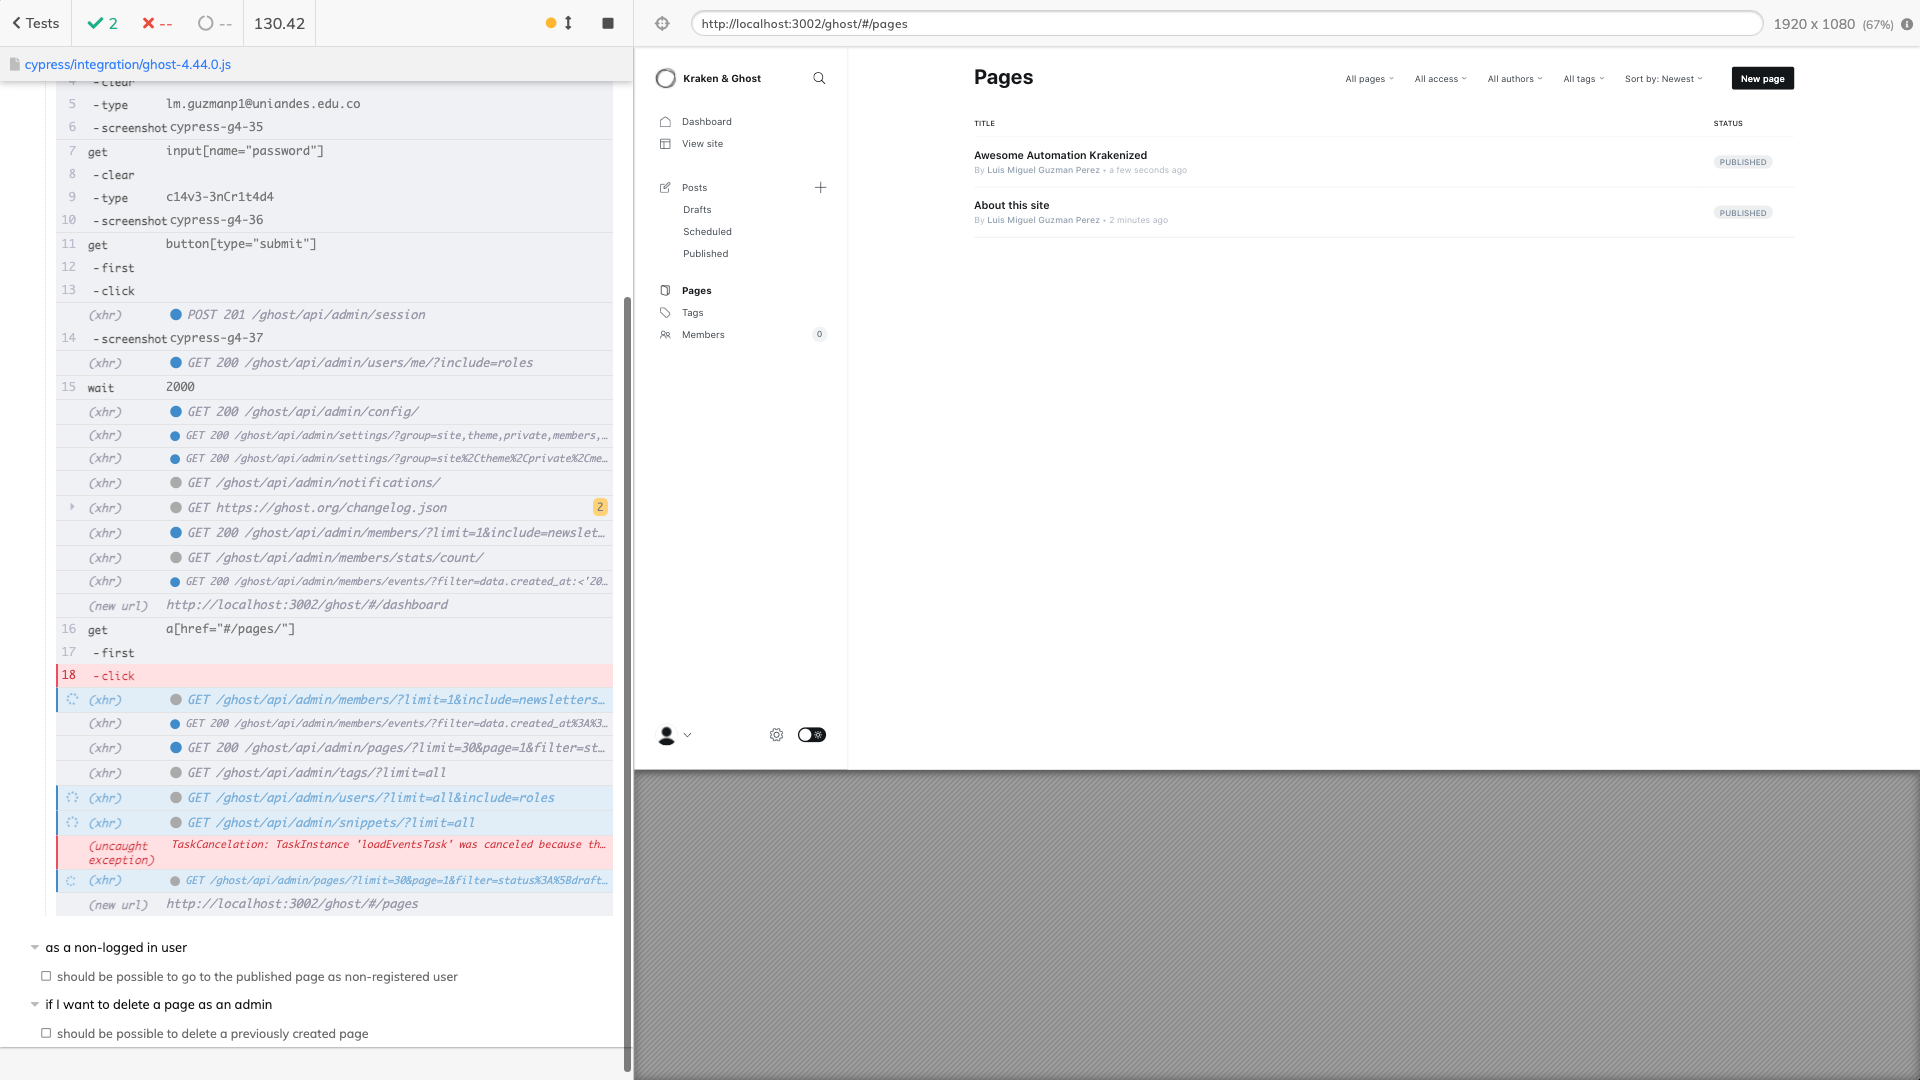 Tests
2
--
--
130.42
cypress/integration/ghost-4.44.0.js
4 -clear
5 -type lm.guzmanp1@uniandes.edu.co
6 -screenshot cypress-g4-35
7 get input[name="password"]
8 -clear
9 -type c14v3-3nCr1t4d4
10 -screenshot cypress-g4-36
11 get button[type="submit"]
12 -first
13 -click
(xhr) POST 201 /ghost/api/admin/session
14 -screenshot cypress-g4-37
(xhr) GET 200 /ghost/api/admin/users/me/?include=roles
15 wait 2000
(xhr) GET 200 /ghost/api/admin/config/
(xhr) GET 200 /ghost/api/admin/settings/?group=site,theme,private,members,…
(xhr) GET 200 /ghost/api/admin/settings/?group=site%2Ctheme%2Cprivate%2Cme…
(xhr) GET /ghost/api/admin/notifications/
(xhr) GET https://ghost.org/changelog.json 2
(xhr) GET 200 /ghost/api/admin/members/?limit=1&include=newslet…
(xhr) GET /ghost/api/admin/members/stats/count/
(xhr) GET 200 /ghost/api/admin/members/events/?filter=data.created_at:<'20…
(new url) http://localhost:3002/ghost/#/dashboard
16 get a[href="#/pages/"]
17 -first
18 -click
(xhr) GET /ghost/api/admin/members/?limit=1&include=newsletters…
(xhr) GET 200 /ghost/api/admin/members/events/?filter=data.created_at%3A%3…
(xhr) GET 200 /ghost/api/admin/pages/?limit=30&page=1&filter=st…
(xhr) GET /ghost/api/admin/tags/?limit=all
(xhr) GET /ghost/api/admin/users/?limit=all&include=roles
(xhr) GET /ghost/api/admin/snippets/?limit=all
(uncaught exception) TaskCancelation: TaskInstance 'loadEventsTask' was canceled because th…
(xhr) GET /ghost/api/admin/pages/?limit=30&page=1&filter=status%3A%5Bdraft…
(new url) http://localhost:3002/ghost/#/pages
as a non-logged in user
should be possible to go to the published page as non-registered user
if I want to delete a page as an admin
should be possible to delete a previously created page
http://localhost:3002/ghost/#/pages
1920 x 1080 (67%)
Kraken & Ghost
Dashboard
View site
Posts
Drafts
Scheduled
Published
Pages
Tags
Members 0
Pages
All pages
All access
All authors
All tags
Sort by: Newest
New page
TITLE STATUS
Awesome Automation Krakenized
By Luis Miguel Guzman Perez • a few seconds ago
PUBLISHED
About this site
By Luis Miguel Guzman Perez • 2 minutes ago
PUBLISHED